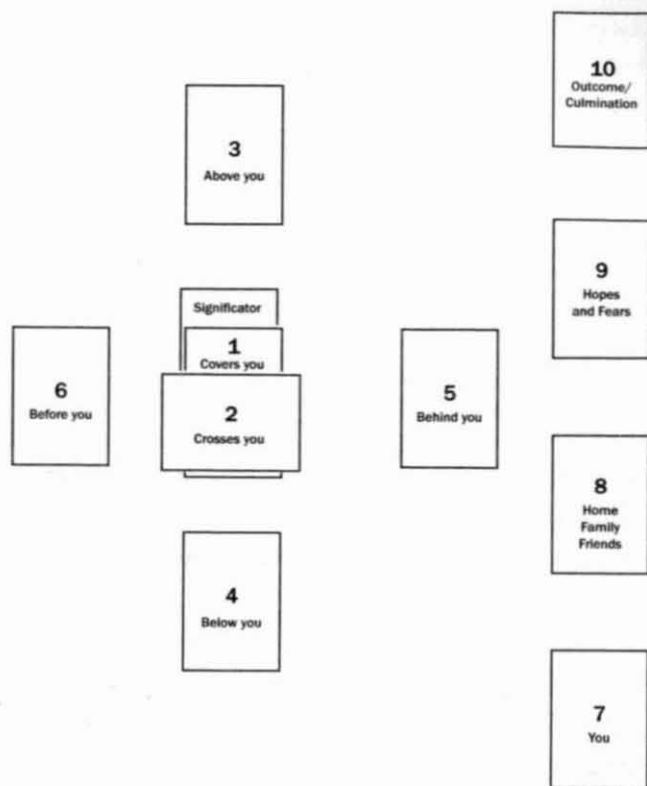 10
Outcome/
Culmination
3
Above you
9
Hopes
and Fears
Significator
1
Covers you
6
Before you
2
Crosses you
5
Behind you
8
Home
Family
Friends
4
Below you
7
You